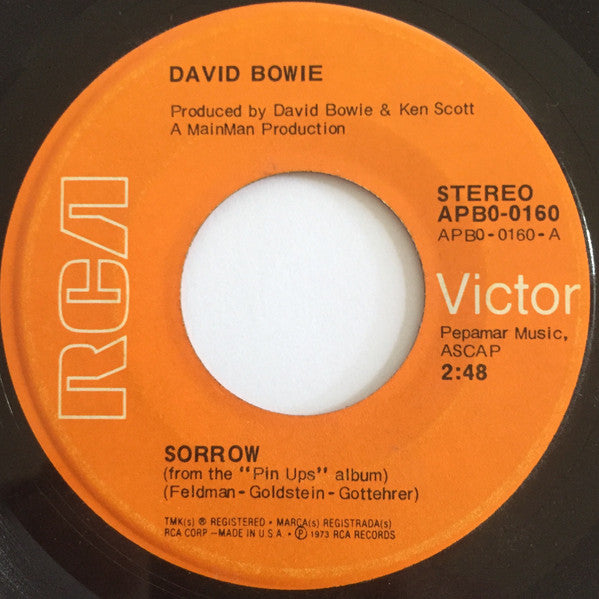 DAVID BOWIE
Produced by David Bowie & Ken Scott
A MainMan Production
RCA
STEREO
APBO-0160
APBO-0160-A
Victor
Pepamar Music,
ASCAP
2:48
SORROW
(from the "Pin Ups" album)
(Feldman-Goldstein-Gottehrer)
TMK(s) ® REGISTERED • MARCA(s) REGISTRADA(s)
RCA CORP –MADE IN U.S.A. • ℗ 1973 RCA RECORDS